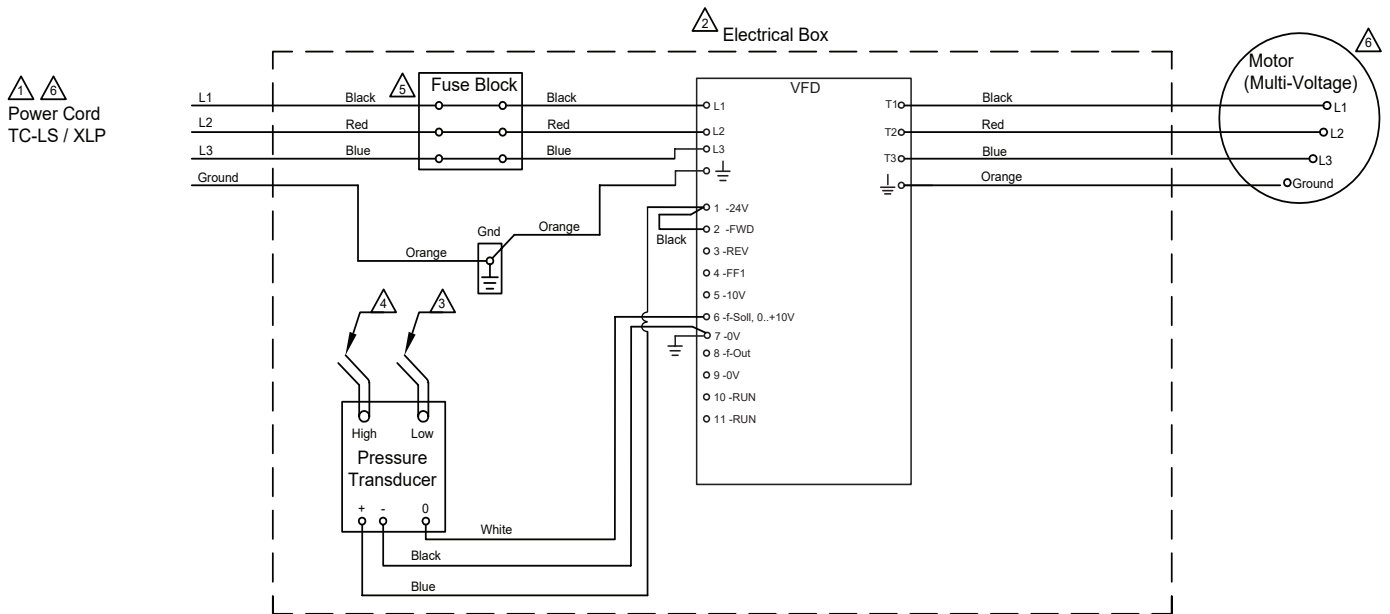 2
Electrical Box
1 6
Power Cord
TC-LS / XLP
L1
L2
L3
Ground
Black
Red
Blue
5
Fuse Block
Black
Red
Blue
Orange
Gnd
Orange
VFD
L1
L2
L3
1 -24V
2 -FWD
Black
3 -REV
4 -FF1
5 -10V
6 -f-Soll, 0..+10V
7 -0V
8 -f-Out
9 -0V
10 -RUN
11 -RUN
T1
T2
T3
Black
Red
Blue
Orange
6
Motor
(Multi-Voltage)
L1
L2
L3
Ground
4
3
High Low
Pressure
Transducer
+ - 0
White
Black
Blue